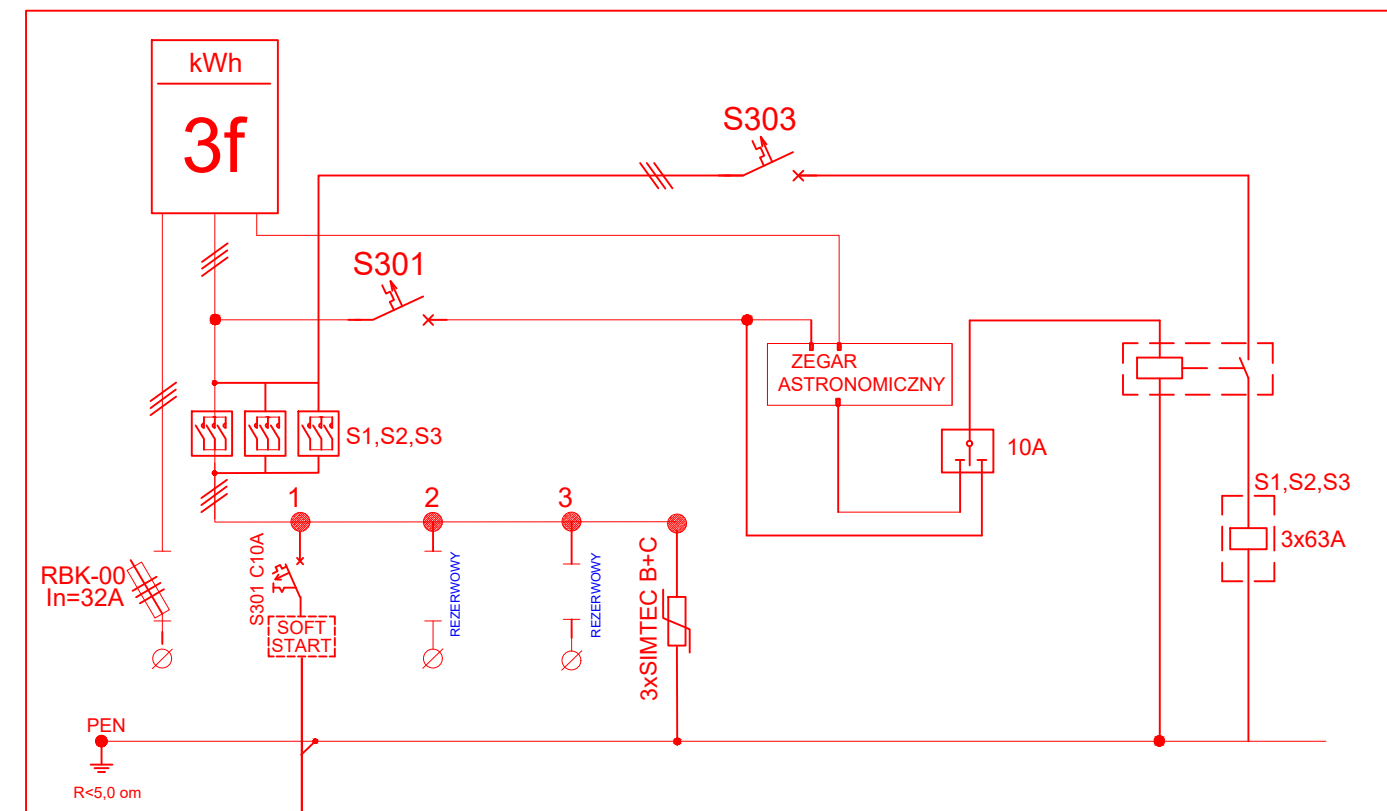 kWh
3f
S303
S301
ZEGAR
ASTRONOMICZNY
S1,S2,S3
10A
S1,S2,S3
3x63A
1
2
3
RBK-00
In=32A
S301 C10A
SOFT
START
REZERWOWY
REZERWOWY
3xSIMTEC B+C
PEN
R<5,0 om